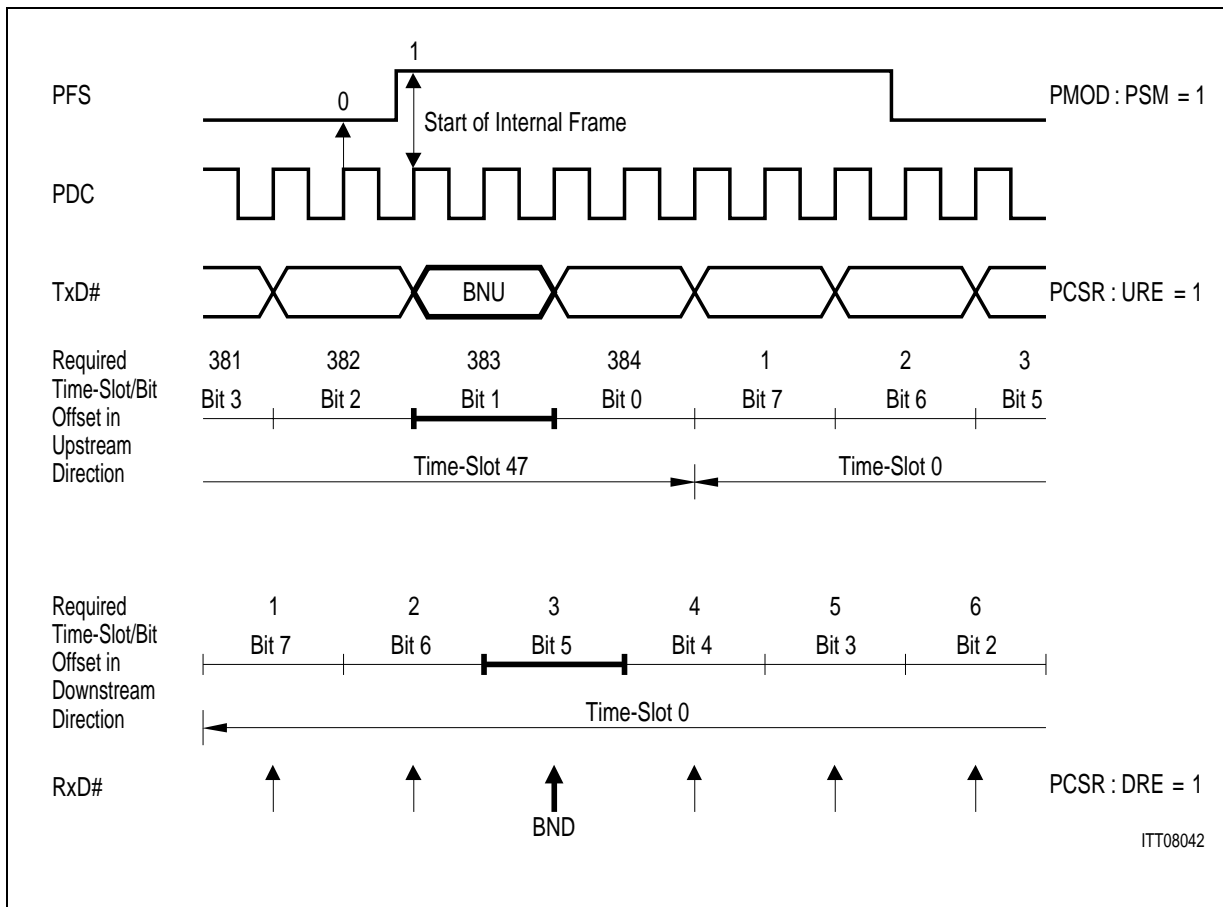 1
PFS
0
PMOD : PSM = 1
Start of Internal Frame
PDC
TxD#
BNU
PCSR : URE = 1
Required
Time-Slot/Bit
Offset in
Upstream
Direction
381 382 383 384 1 2 3
Bit 3 Bit 2 Bit 1 Bit 0 Bit 7 Bit 6 Bit 5
Time-Slot 47 Time-Slot 0
Required
Time-Slot/Bit
Offset in
Downstream
Direction
1 2 3 4 5 6
Bit 7 Bit 6 Bit 5 Bit 4 Bit 3 Bit 2
Time-Slot 0
RxD#
PCSR : DRE = 1
BND
ITT08042